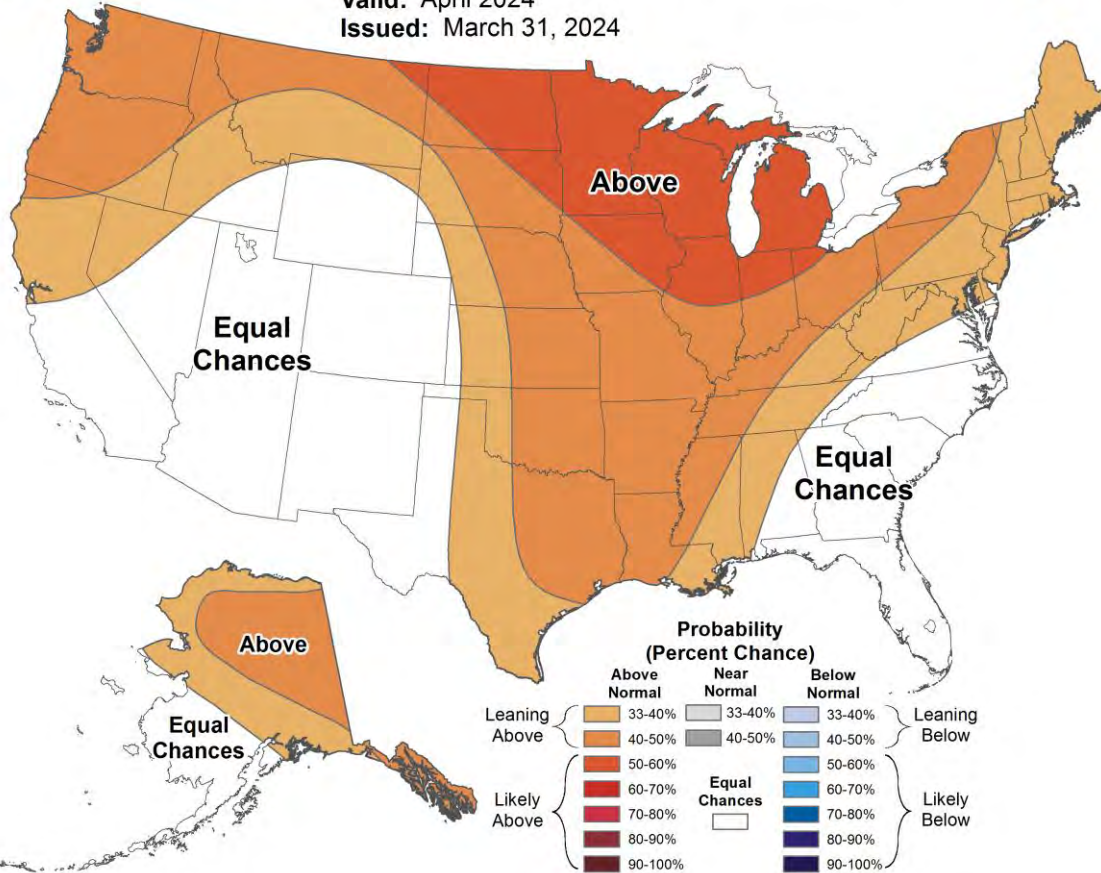 Valid: April 2024
Issued: March 31, 2024
Above
Equal
Chances
Equal
Chances
Above
Equal
Chances
Probability
(Percent Chance)
Above
Normal
Near
Normal
Below
Normal
Leaning
Above
33-40%
33-40%
33-40%
Leaning
Below
40-50%
40-50%
40-50%
Likely
Above
50-60%
60-70%
70-80%
80-90%
90-100%
Equal
Chances
50-60%
60-70%
70-80%
80-90%
90-100%
Likely
Below